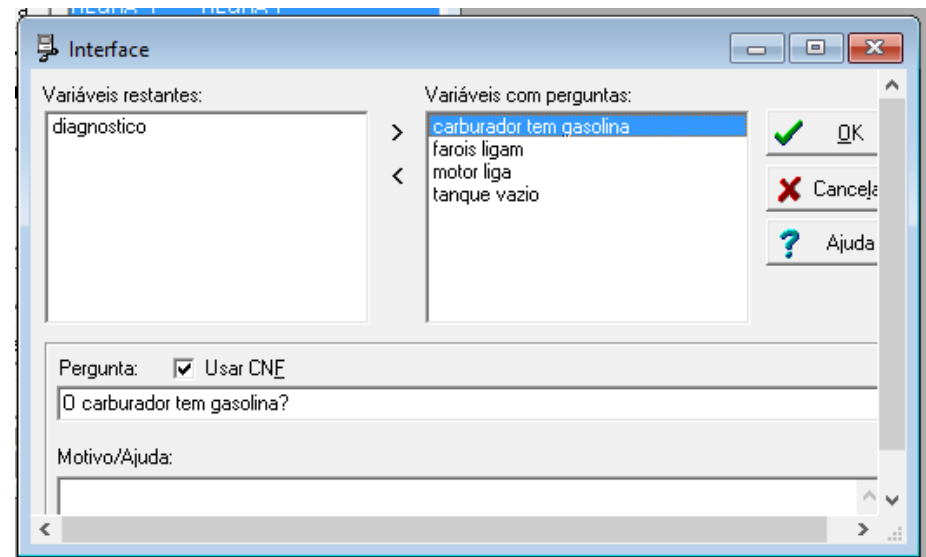 Interface
Variáveis restantes:
diagnostico
>
<
Variáveis com perguntas:
carburador tem gasolina
farois ligam
motor liga
tanque vazio
OK
Cancela
Ajuda
Pergunta:
Usar CNF
O carburador tem gasolina?
Motivo/Ajuda: